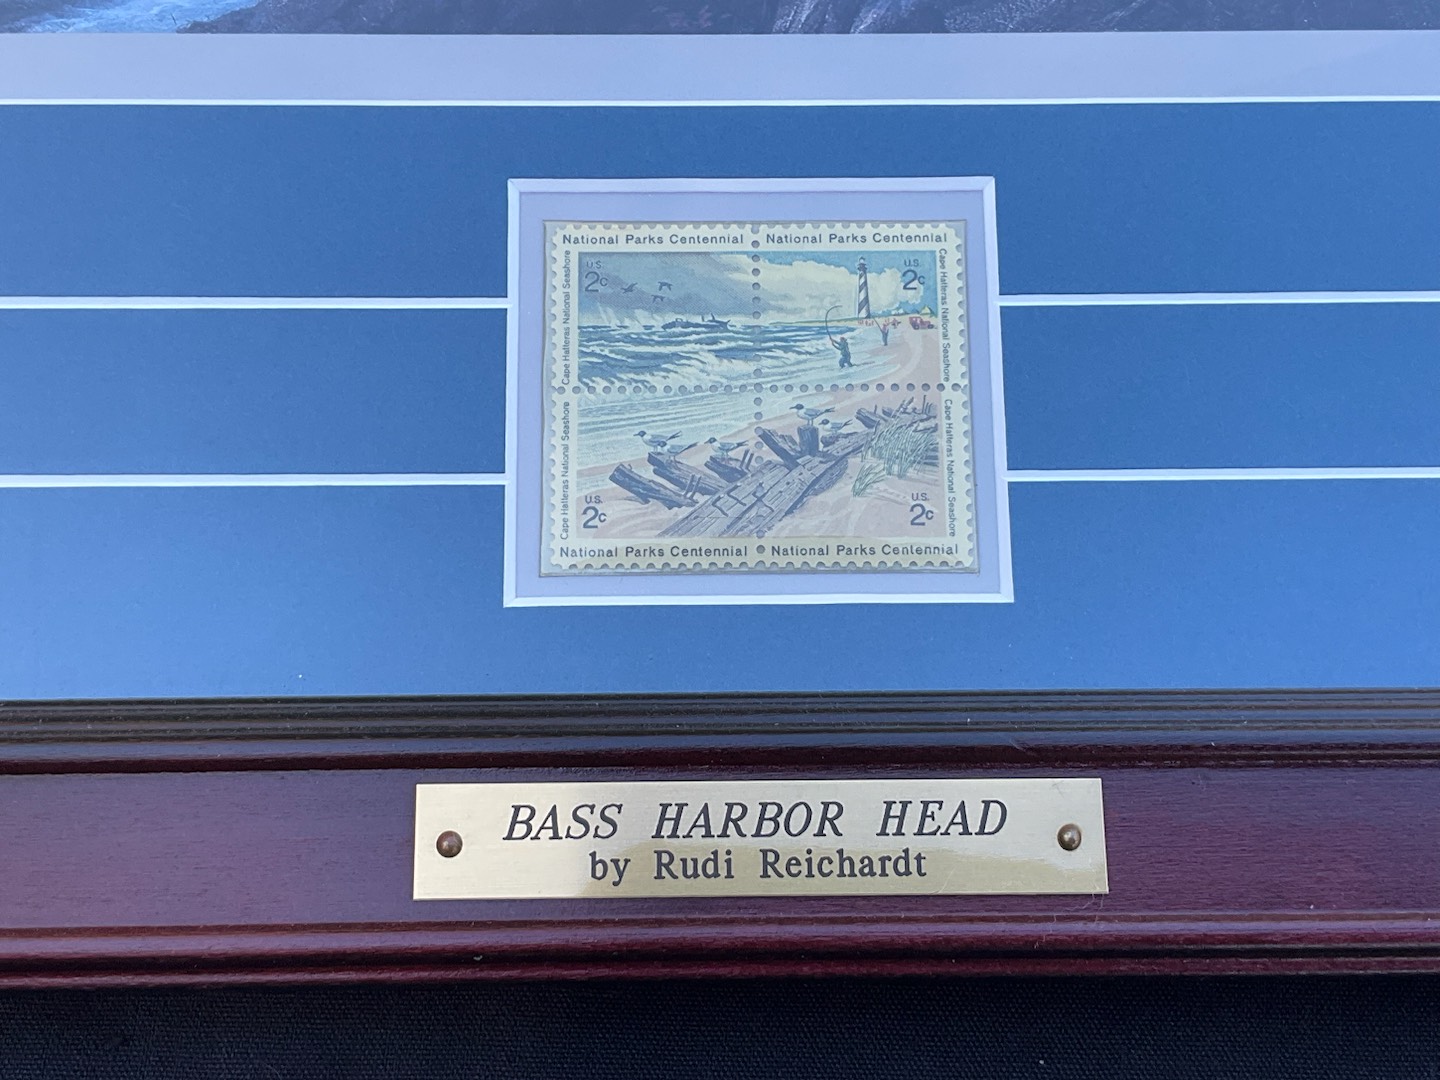 National Parks Centennial
National Parks Centennial
Cape Hatteras National Seashore
U.S.
2c
U.S.
2c
Cape Hatteras National Seashore
Cape Hatteras National Seashore
U.S.
2c
U.S.
2c
Cape Hatteras National Seashore
National Parks Centennial
National Parks Centennial
BASS HARBOR HEAD
by Rudi Reichardt